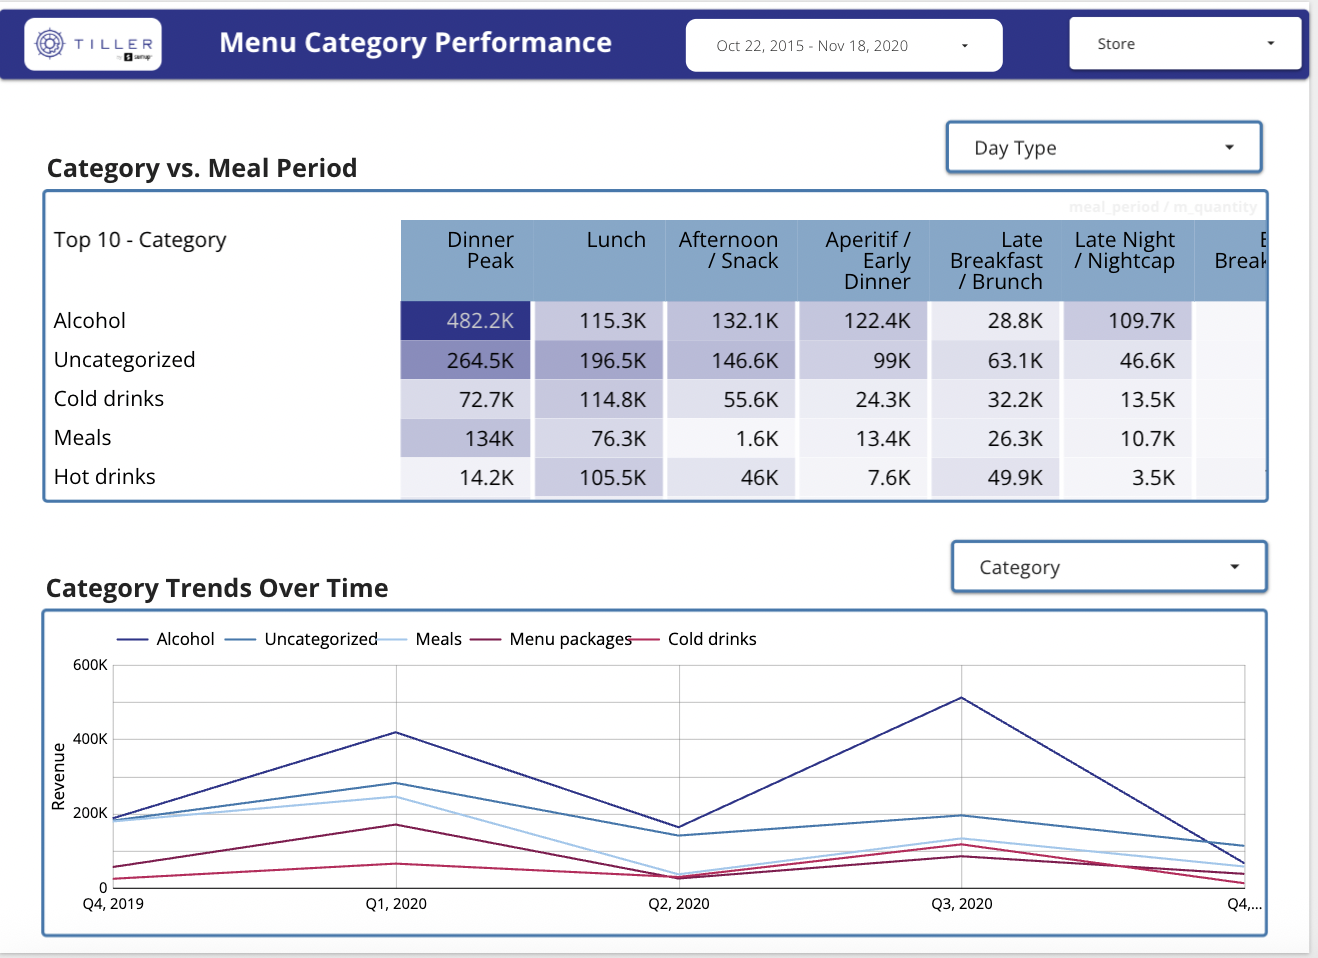 TILLER
by sumup
Menu Category Performance
Oct 22, 2015 - Nov 18, 2020
Store
Day Type
Category vs. Meal Period
meal_period / m_quantity
Top 10 - Category
Dinner Peak
Lunch
Afternoon / Snack
Aperitif / Early Dinner
Late Breakfast / Brunch
Late Night / Nightcap
Break
Alcohol 482.2K 115.3K 132.1K 122.4K 28.8K 109.7K
Uncategorized 264.5K 196.5K 146.6K 99K 63.1K 46.6K
Cold drinks 72.7K 114.8K 55.6K 24.3K 32.2K 13.5K
Meals 134K 76.3K 1.6K 13.4K 26.3K 10.7K
Hot drinks 14.2K 105.5K 46K 7.6K 49.9K 3.5K
Category
Category Trends Over Time
Alcohol Uncategorized Meals Menu packages Cold drinks
600K
400K
200K
0
Revenue
Q4, 2019 Q1, 2020 Q2, 2020 Q3, 2020 Q4,...